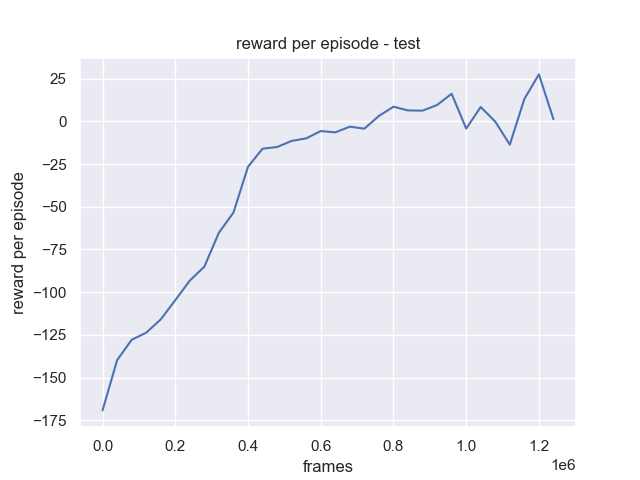 reward per episode - test
reward per episode
25
0
−25
−50
−75
−100
−125
−150
−175
0.0 0.2 0.4 0.6 0.8 1.0 1.2
1e6
frames